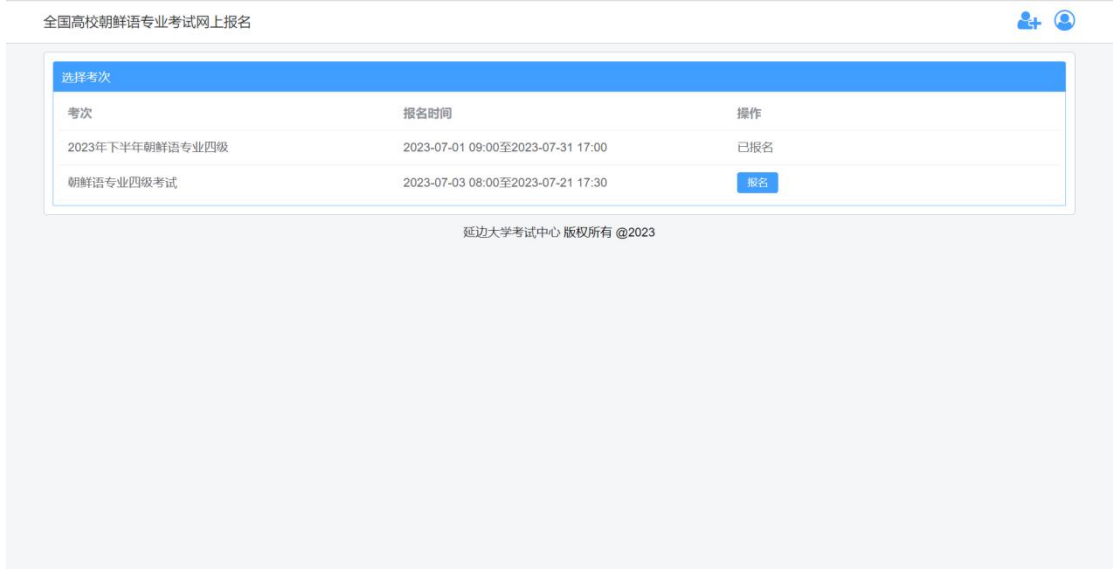 全国高校朝鲜语专业考试网上报名
选择考次
考次 报名时间 操作
2023年下半年朝鲜语专业四级 2023-07-01 09:00至2023-07-31 17:00 已报名
朝鲜语专业四级考试 2023-07-03 08:00至2023-07-21 17:30 报名
延边大学考试中心 版权所有 @2023